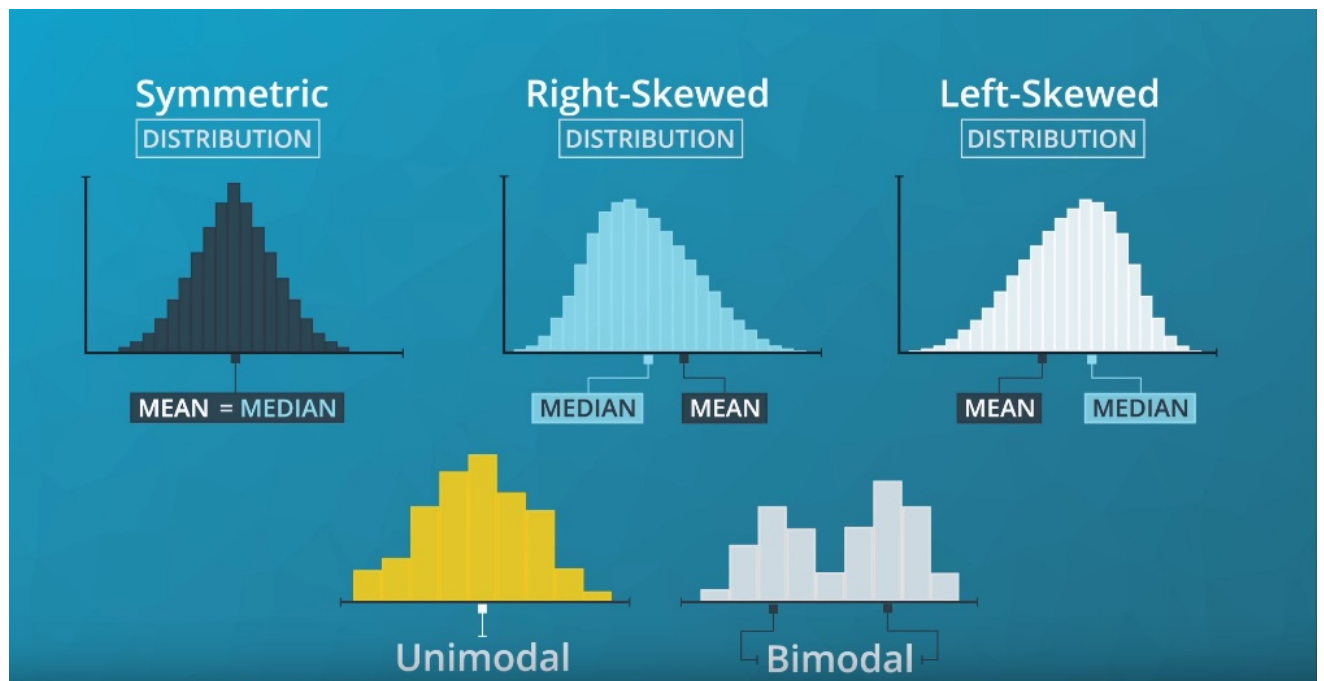 Symmetric
DISTRIBUTION
Right-Skewed
DISTRIBUTION
Left-Skewed
DISTRIBUTION
MEAN = MEDIAN
MEDIAN
MEAN
MEAN
MEDIAN
Unimodal
Bimodal